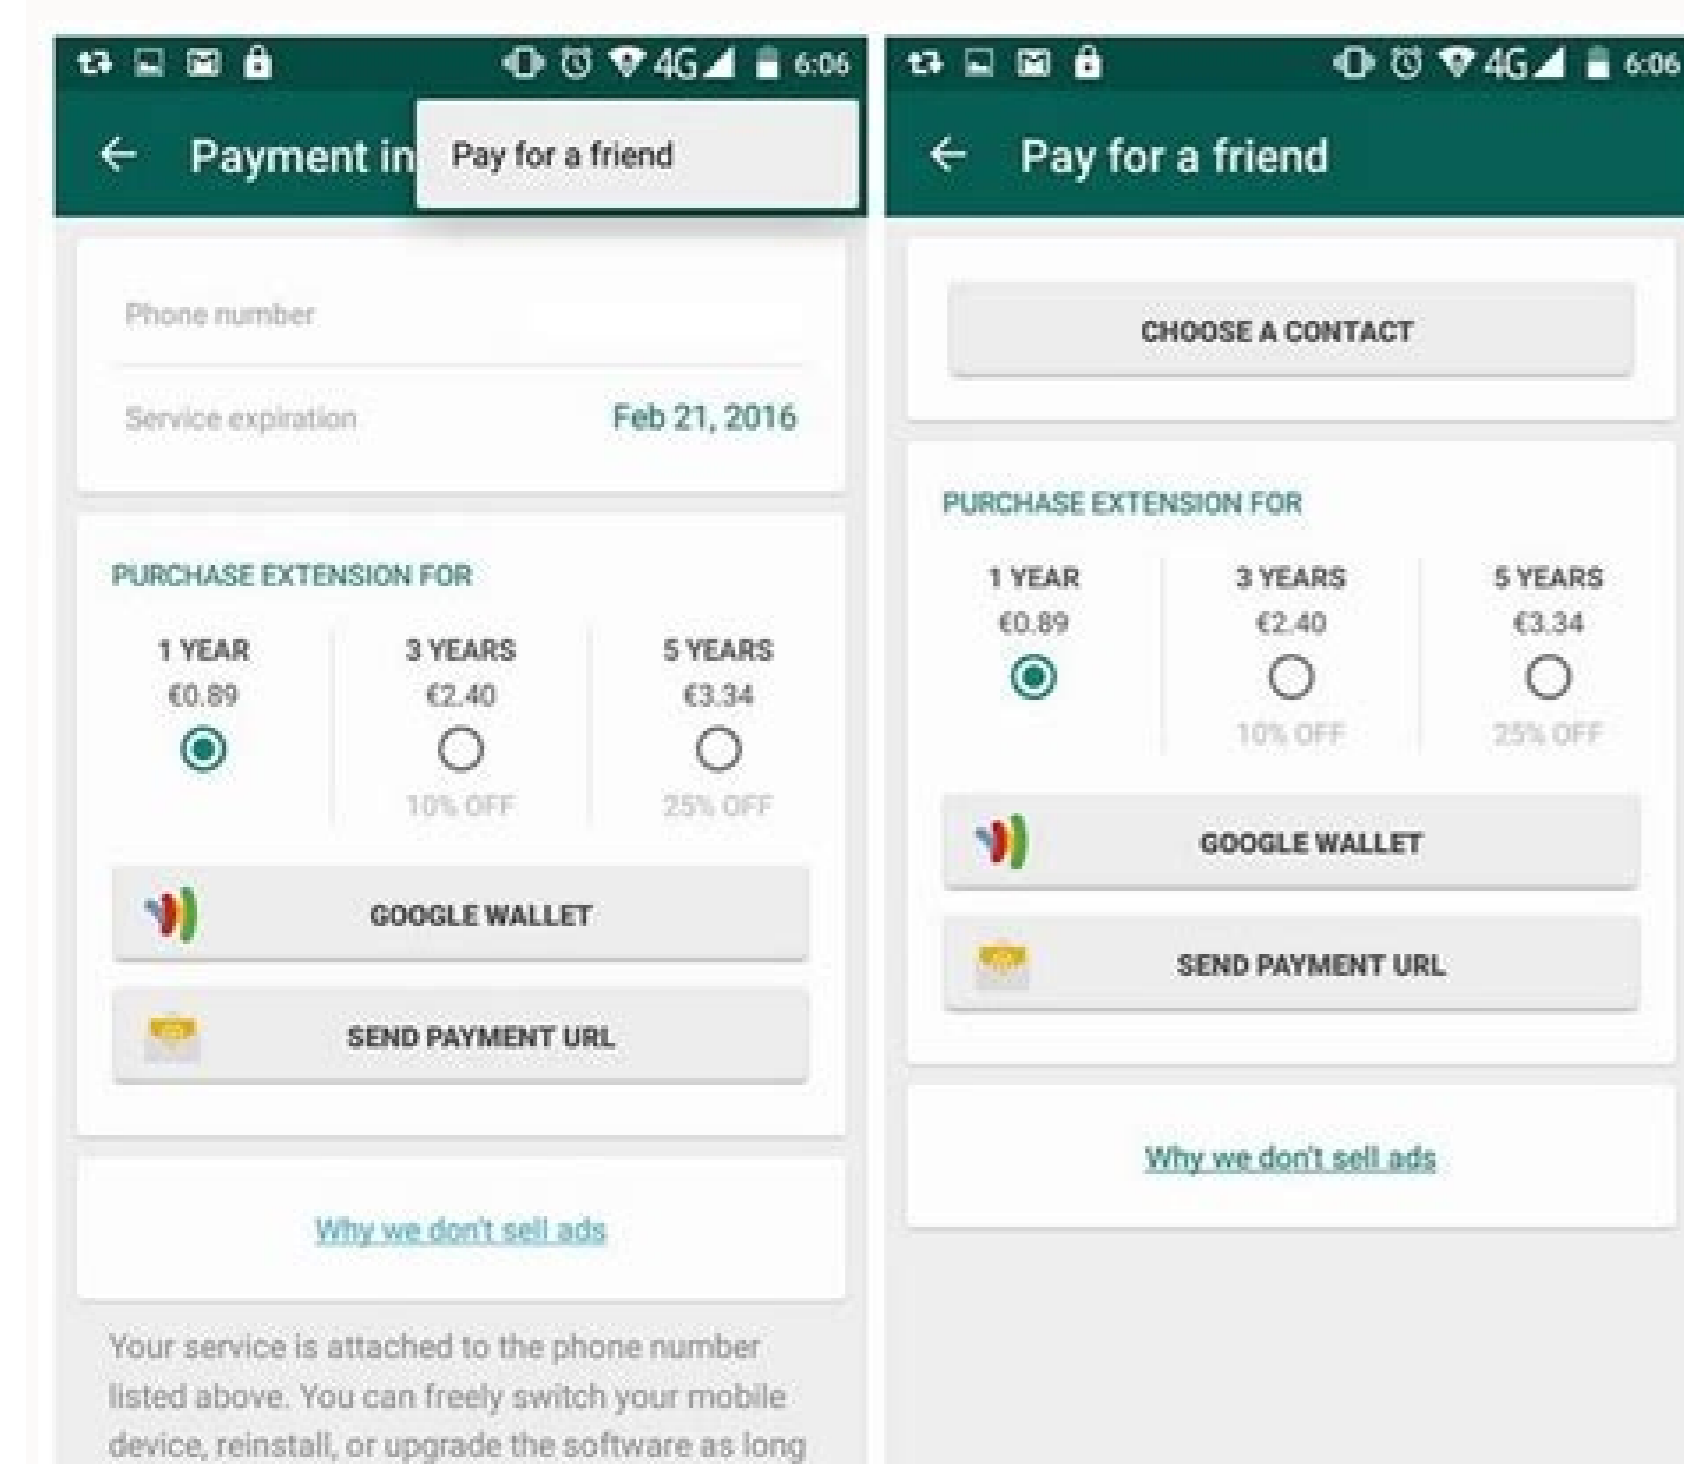 4G 6:06
Payment in
Pay for a friend
Phone number
Service expiration Feb 21, 2016
PURCHASE EXTENSION FOR
1 YEAR 3 YEARS 5 YEARS
€0.89 €2.40 €3.34
10% OFF 25% OFF
GOOGLE WALLET
SEND PAYMENT URL
Why we don't sell ads
Your service is attached to the phone number
listed above. You can freely switch your mobile
device, reinstall, or upgrade the software as long
4G 6:06
Pay for a friend
CHOOSE A CONTACT
PURCHASE EXTENSION FOR
1 YEAR 3 YEARS 5 YEARS
€0.89 €2.40 €3.34
10% OFF 25% OFF
GOOGLE WALLET
SEND PAYMENT URL
Why we don't sell ads